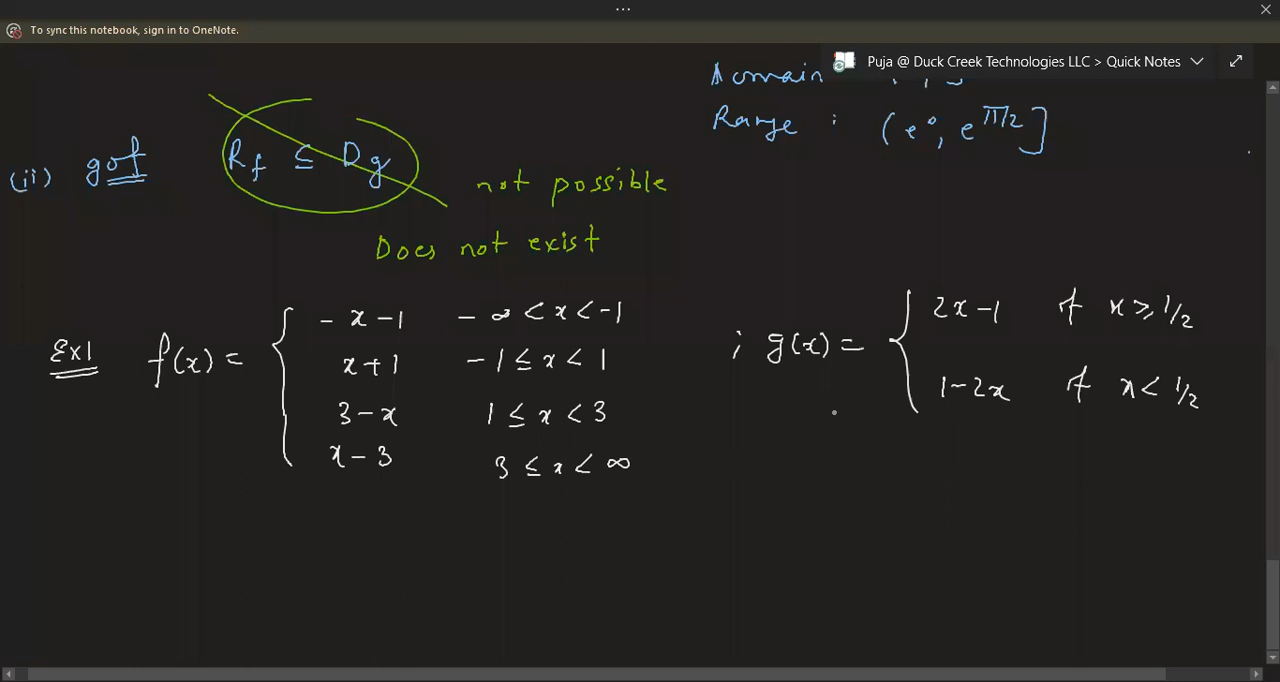 To sync this notebook, sign in to OneNote.
Puja @ Duck Creek Technologies LLC > Quick Notes
Domain
Range : (e°, e^π/2]
(ii) gof R_f ⊆ D_g
not possible
Does not exist
Ex1 f(x) = { -x-1 -∞ < x < -1
x+1 -1 ≤ x < 1
3-x 1 ≤ x < 3
x-3 3 ≤ x < ∞
; g(x) = { 2x-1 if x ≥ 1/2
1-2x if x < 1/2